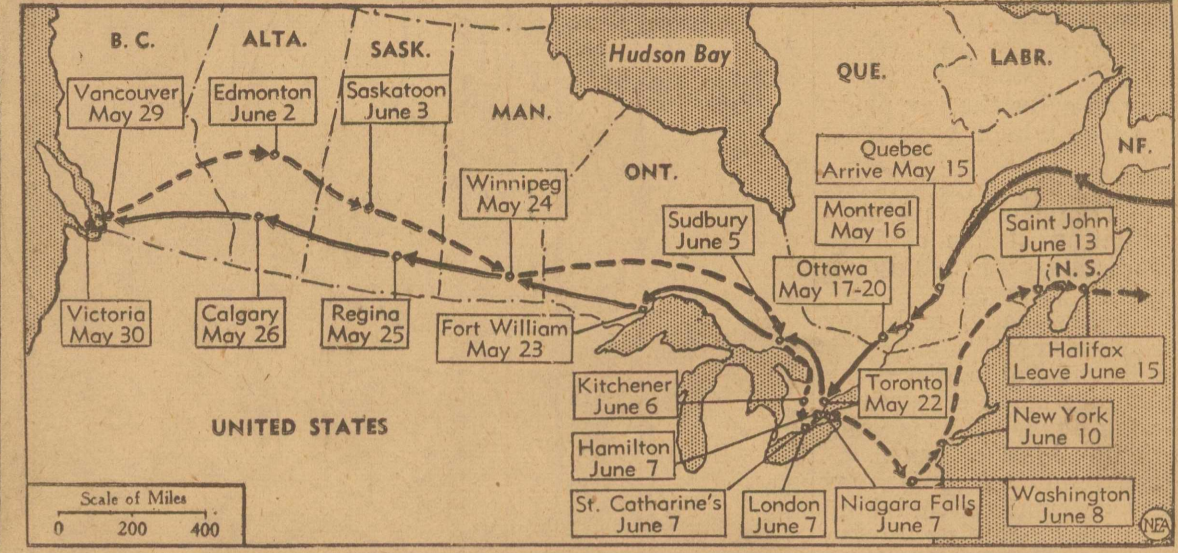 B. C.
ALTA.
SASK.
MAN.
Hudson Bay
ONT.
QUE.
LABR.
NF.
N. S.
Vancouver
May 29
Edmonton
June 2
Saskatoon
June 3
Winnipeg
May 24
Sudbury
June 5
Quebec
Arrive May 15
Montreal
May 16
Ottawa
May 17-20
Saint John
June 13
Victoria
May 30
Calgary
May 26
Regina
May 25
Fort William
May 23
Kitchener
June 6
Toronto
May 22
Halifax
Leave June 15
New York
June 10
Hamilton
June 7
St. Catharine's
June 7
London
June 7
Niagara Falls
June 7
Washington
June 8
UNITED STATES
Scale of Miles
0 200 400
NEA